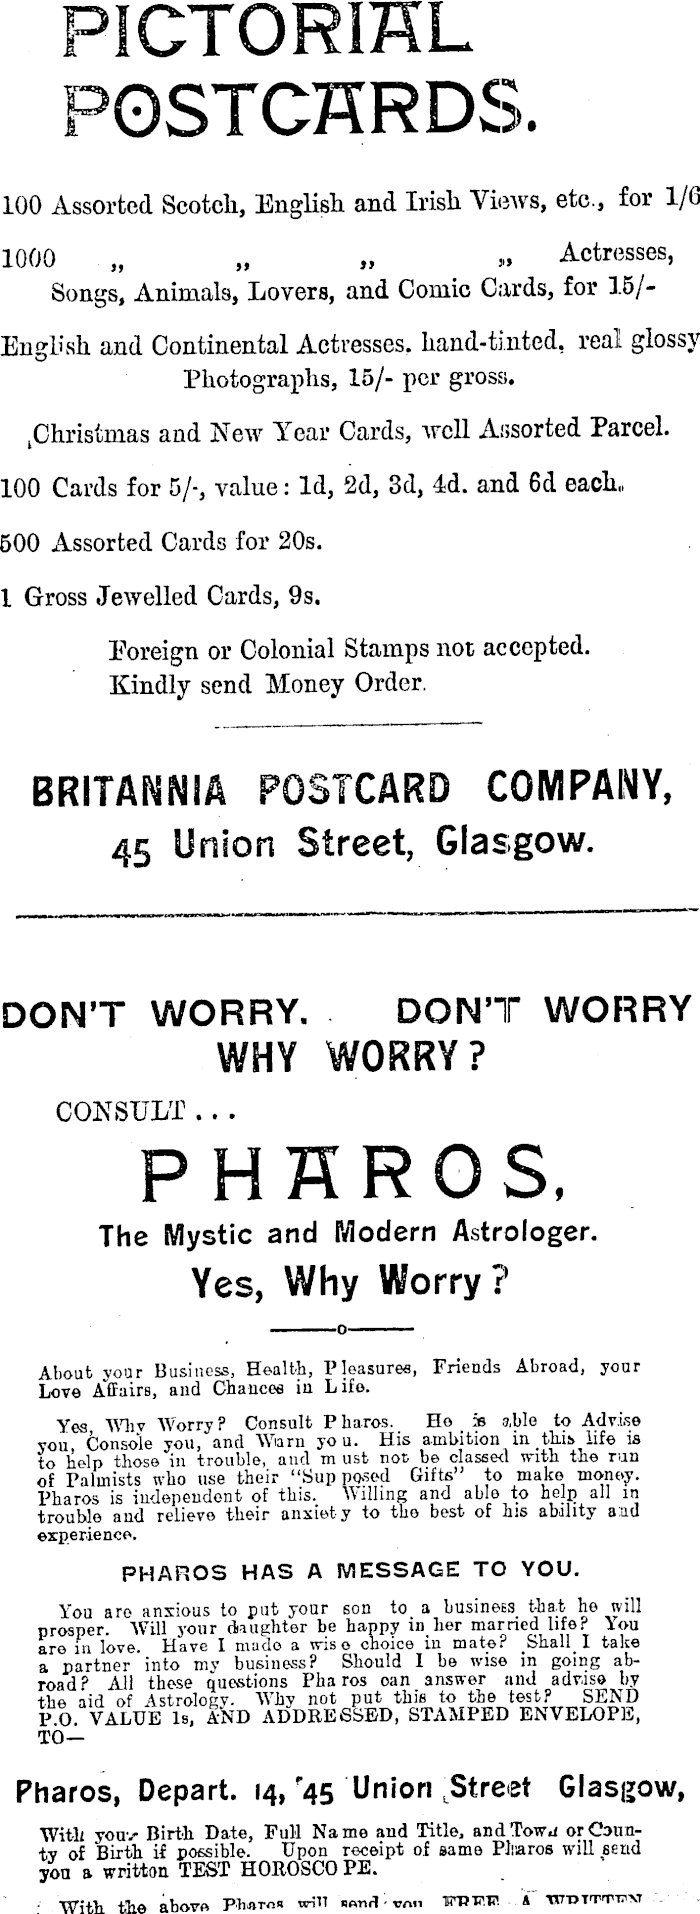 PICTORIAL
POSTCARDS.
100 Assorted Scotch, English and Irish Views, etc., for 1/6
1000 „ „ „ „ Actresses,
Songs, Animals, Lovers, and Comic Cards, for 15/-
English and Continental Actresses. hand-tinted, real glossy
Photographs, 15/- per gross.
Christmas and New Year Cards, well Assorted Parcel.
100 Cards for 5/-, value: 1d, 2d, 3d, 4d. and 6d each.
500 Assorted Cards for 20s.
1 Gross Jewelled Cards, 9s.
Foreign or Colonial Stamps not accepted.
Kindly send Money Order.
BRITANNIA POSTCARD COMPANY,
45 Union Street, Glasgow.
DON'T WORRY. DON'T WORRY
WHY WORRY?
CONSULT...
PHAROS,
The Mystic and Modern Astrologer.
Yes, Why Worry?
About your Business, Health, Pleasures, Friends Abroad, your
Love Affairs, and Chances in Life.
Yes, Why Worry? Consult Pharos. He is able to Advise
you, Console you, and Warn you. His ambition in this life is
to help those in trouble, and must not be classed with the run
of Palmists who use their "Supposed Gifts" to make money.
Pharos is independent of this. Willing and able to help all in
trouble and relieve their anxiety to the best of his ability and
experience.
PHAROS HAS A MESSAGE TO YOU.
You are anxious to put your son to a business that he will
prosper. Will your daughter be happy in her married life? You
are in love. Have I made a wise choice in mate? Shall I take
a partner into my business? Should I be wise in going ab-
road? All these questions Pharos can answer and advise by
the aid of Astrology. Why not put this to the test? SEND
P.O. VALUE 1s, AND ADDRESSED, STAMPED ENVELOPE,
TO—
Pharos, Depart. 14, 45 Union Street Glasgow,
With your Birth Date, Full Name and Title, and Town or Coun-
ty of Birth if possible. Upon receipt of same Pharos will send
you a writton TEST HOROSCOPE.
With the above Pharos will send you FREE A WRITTEN